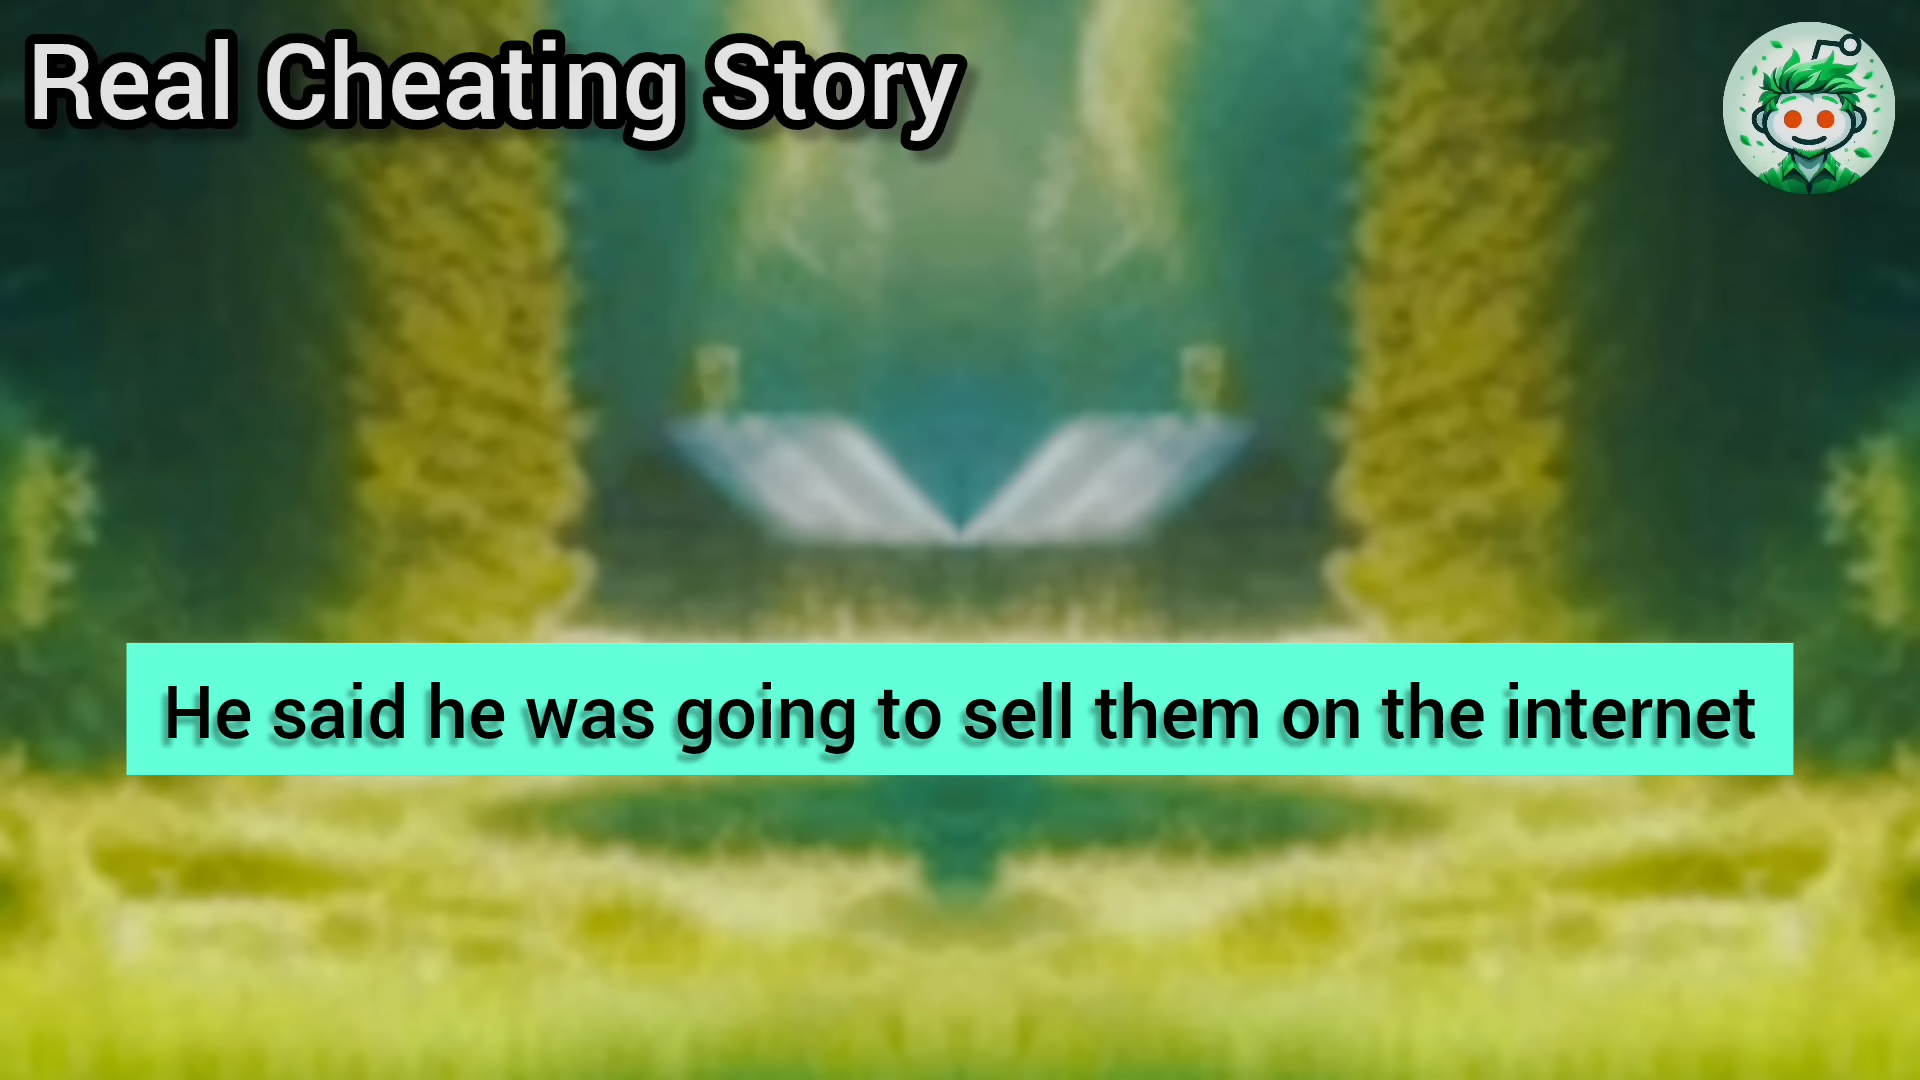 Real Cheating Story
He said he was going to sell them on the internet